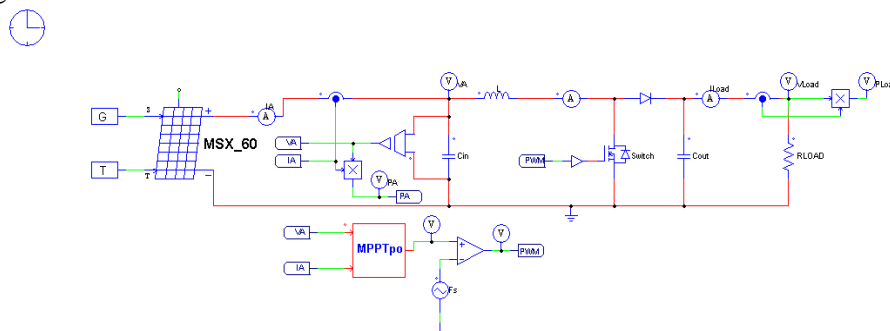 VA
IA
L
A
A
ILoad
A
VLoad
V
V
G
S
+
MSX_60
VA
IA
Cin
PWM
Switch
Cout
RLOAD
T
T
-
V
PA
PA
VA
IA
MPPTpo
V
+
-
V
PWM
Fs